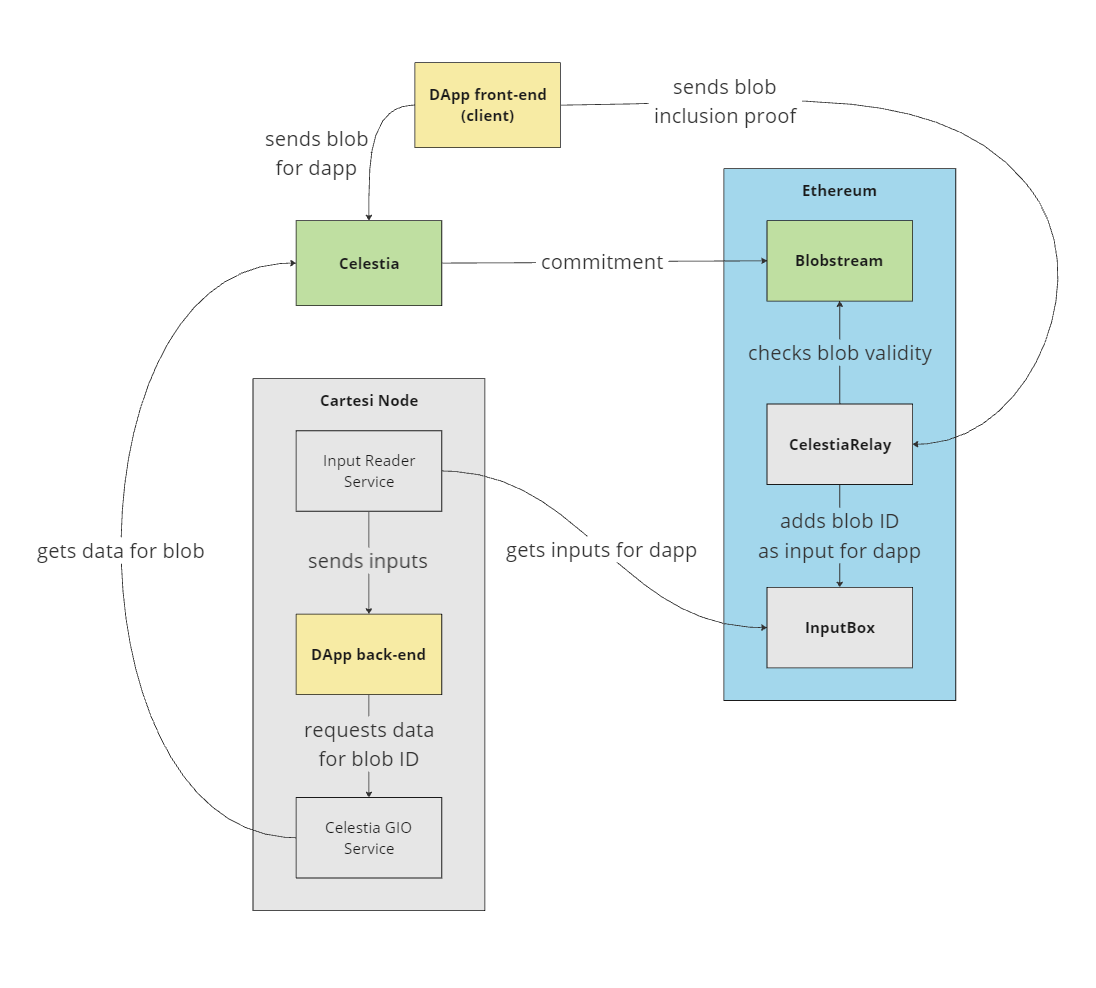 DApp front-end
(client)
sends blob
inclusion proof
sends blob
for dapp
Ethereum
Celestia
commitment
Blobstream
checks blob validity
Cartesi Node
CelestiaRelay
Input Reader
Service
adds blob ID
as input for dapp
gets data for blob
sends inputs
gets inputs for dapp
InputBox
DApp back-end
requests data
for blob ID
Celestia GIO
Service